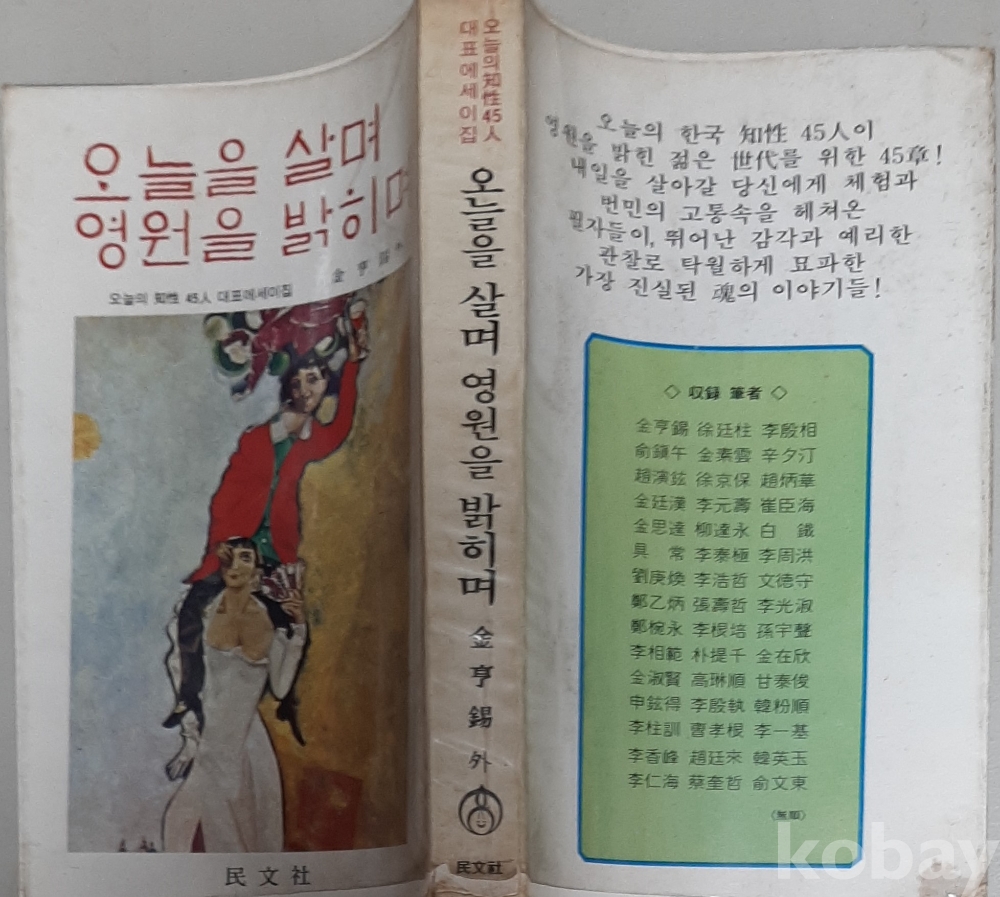 오늘을 살며
영원을 밝히며
金亨錫 外
오늘의 知性 45人 대표에세이집
民文社
오늘의知性45人
대표에세이집
오늘을 살며 영원을 밝히며
金亨錫 外
民文社
오늘의 한국 知性 45人이
영원을 밝힌 젊은 世代를 위한 45章!
내일을 살아갈 당신에게 체험과
번민의 고통속을 헤쳐온
필자들이, 뛰어난 감각과 예리한
관찰로 탁월하게 묘파한
가장 진실된 魂의 이야기들!
◇ 収録 筆者 ◇
金亨錫 徐廷柱 李殷相
俞鎭午 金素雲 辛夕汀
趙演鉉 徐京保 趙炳華
金廷漢 李元壽 崔臣海
金思達 柳達永 白 鐵
具 常 李泰極 李周洪
劉庚煥 李浩哲 文德守
鄭乙炳 張壽哲 李光淑
鄭椀永 李根培 孫宇聲
李相範 朴提千 金在欣
金淑賢 高琳順 甘泰俊
申鉉得 李殷執 韓粉順
李柱訓 曺孝根 李一基
李香峰 趙廷來 韓英玉
李仁海 蔡奎哲 俞文東
(無順)
kobay